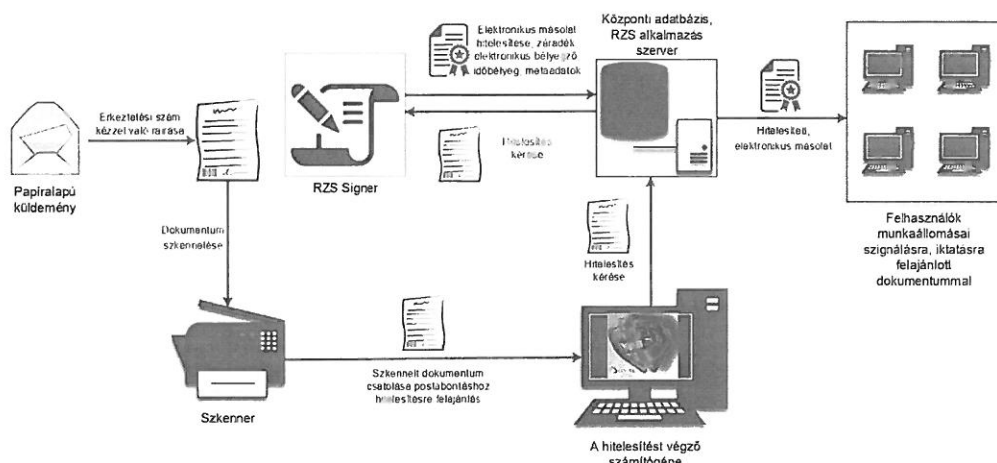 Elektronikus másolat
hitelesítése, záradék
elektronikus bélyegző
időbélyeg, metaadatok
Központi adatbázis,
RZS alkalmazás
szerver
Érkeztetési szám
kézzel való ráírása
Papíralapú
küldemény
RZS Signer
Hitelesítés
kérése
Hitelesített,
elektronikus másolat
Felhasználók
munkaállomásai
szignálásra, iktatásra
felajánlott
dokumentummal
Dokumentum
szkennelése
Hitelesítés
kérése
Szkenner
Szkennelt dokumentum
csatolása postabontáshoz
hitelesítésre felajánlás
A hitelesítést végző
számítógépe